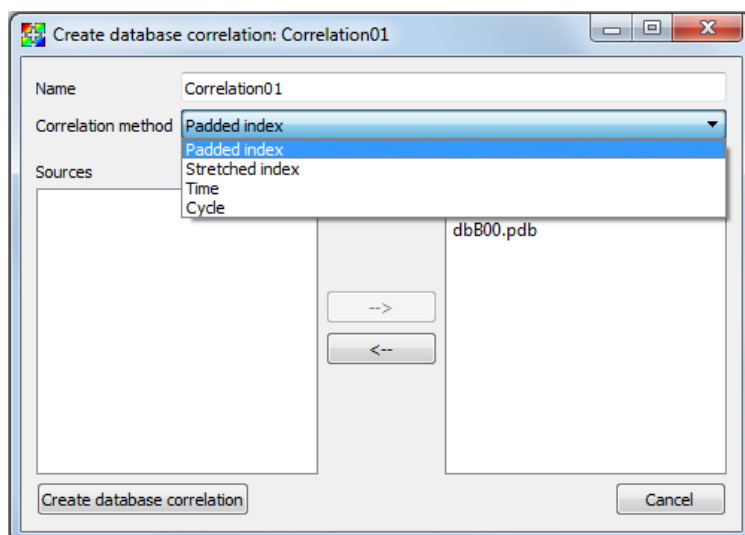 Create database correlation: Correlation01
Name Correlation01
Correlation method Padded index
Padded index
Stretched index
Time
Cycle
Sources
dbB00.pdb
-->
<--
Create database correlation Cancel